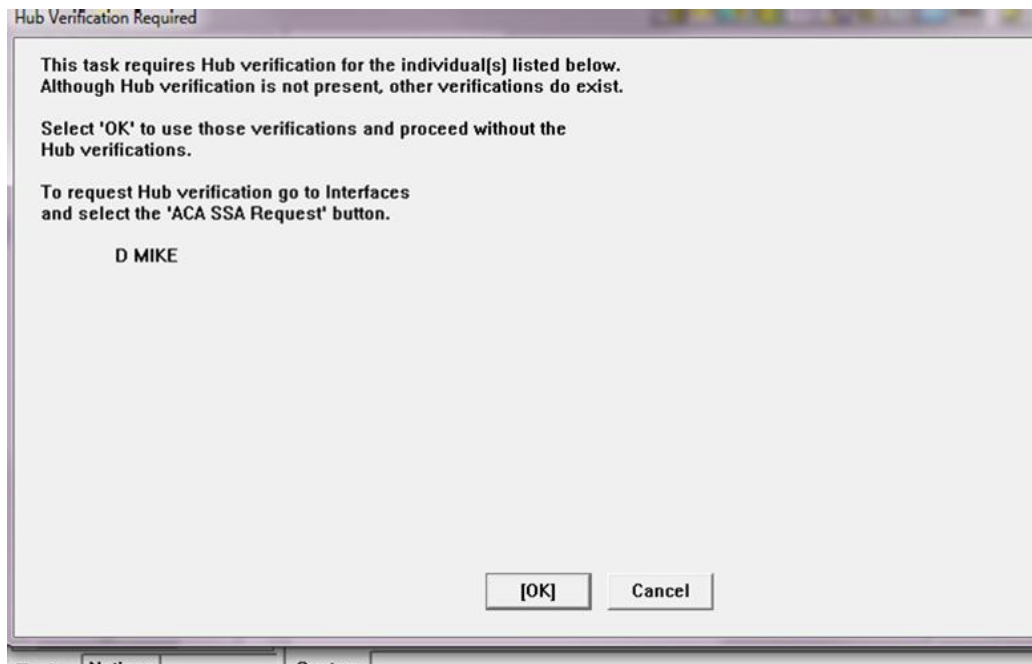 Hub Verification Required
This task requires Hub verification for the individual(s) listed below.
Although Hub verification is not present, other verifications do exist.
Select 'OK' to use those verifications and proceed without the
Hub verifications.
To request Hub verification go to Interfaces
and select the 'ACA SSA Request' button.
D MIKE
[OK] Cancel